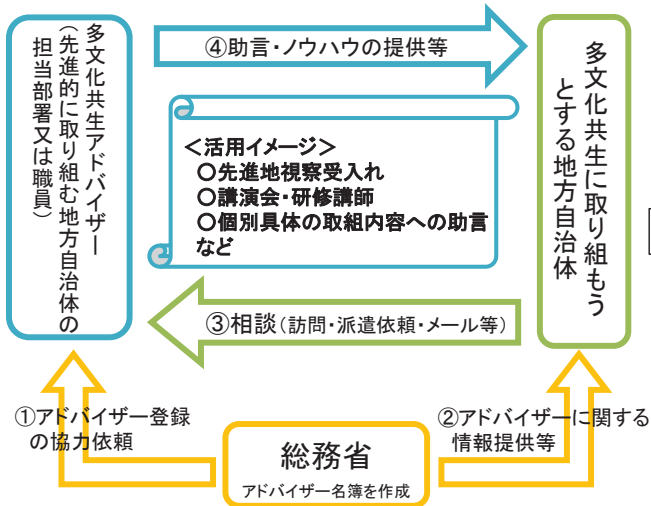 多文化共生アドバイザー
（先進的に取り組む地方自治体の
担当部署又は職員）
④助言・ノウハウの提供等
＜活用イメージ＞
○先進地視察受入れ
○講演会・研修講師
○個別具体の取組内容への助言
など
多文化共生に取り組もう
とする地方自治体
③相談（訪問・派遣依頼・メール等）
①アドバイザー登録
の協力依頼
②アドバイザーに関する
情報提供等
総務省
アドバイザー名簿を作成